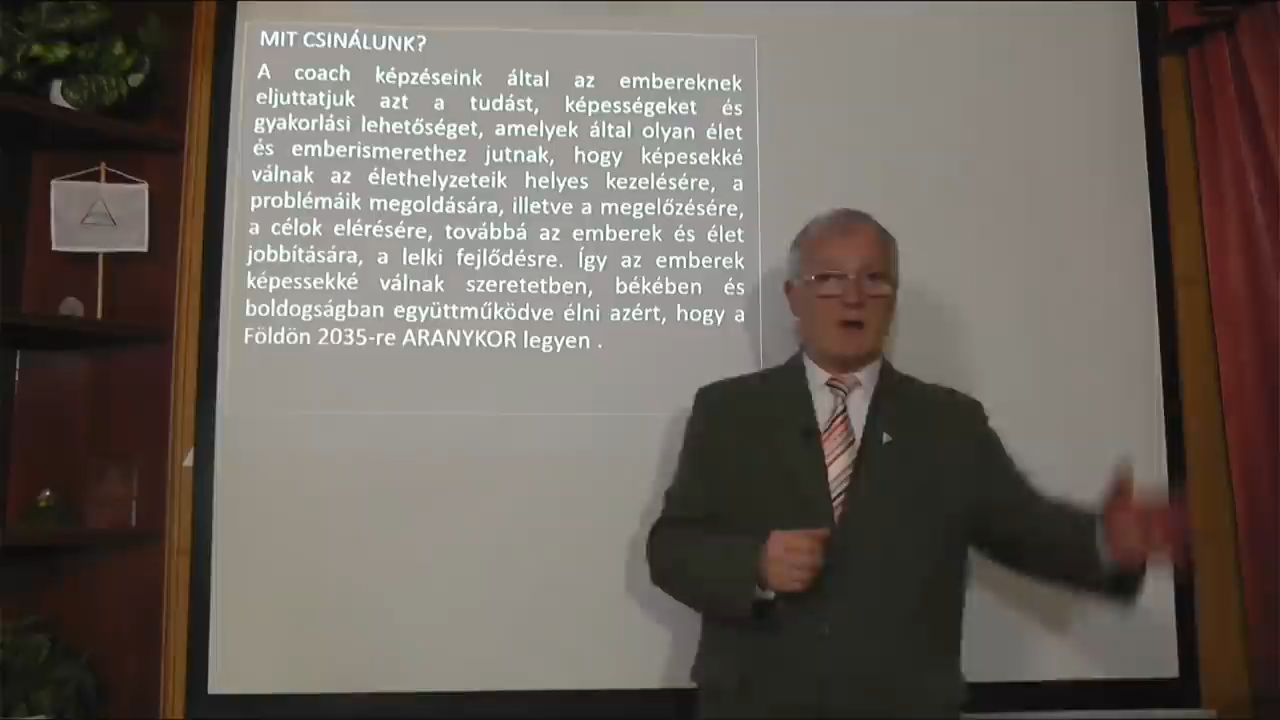 MIT CSINÁLUNK?
A coach képzéseink által az embereknek
eljuttatjuk azt a tudást, képességeket és
gyakorlási lehetőséget, amelyek által olyan élet
és emberismerethez jutnak, hogy képesekké
válnak az élethelyzeteik helyes kezelésére, a
problémáik megoldására, illetve a megelőzésére,
a célok elérésére, továbbá az emberek és élet
jobbítására, a lelki fejlődésre. Így az emberek
képessekké válnak szeretetben, békében és
boldogságban együttműködve élni azért, hogy a
Földön 2035-re ARANYKOR legyen .